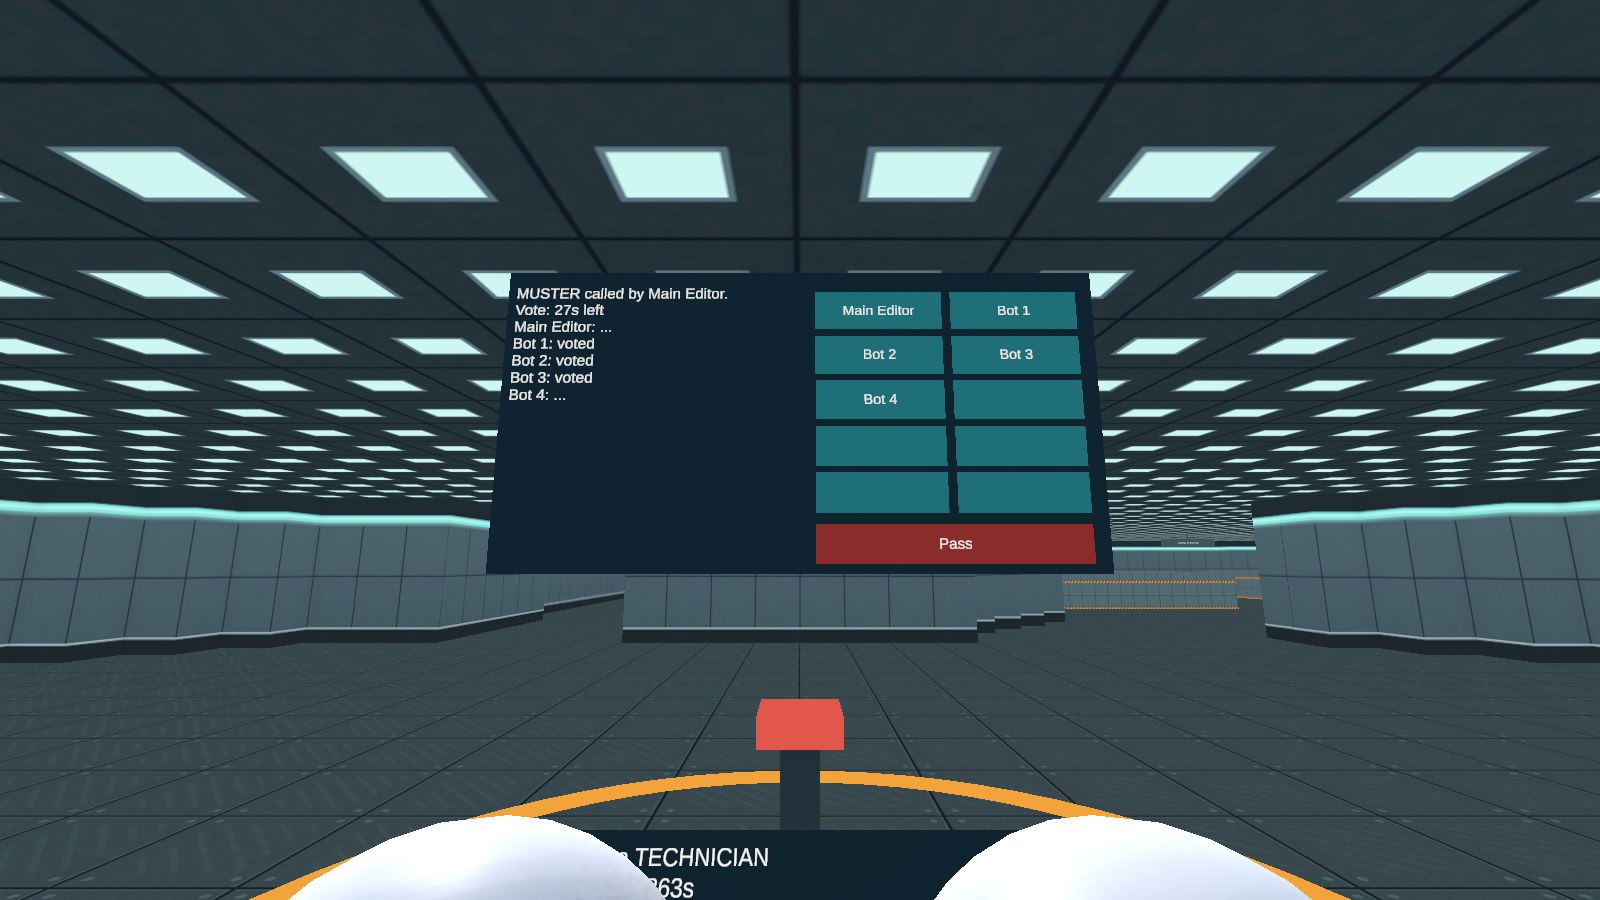 MUSTER called by Main Editor.
Vote: 27s left
Main Editor: ...
Bot 1: voted
Bot 2: voted
Bot 3: voted
Bot 4: ...
Main Editor
Bot 1
Bot 2
Bot 3
Bot 4
Pass
TECHNICIAN
363s